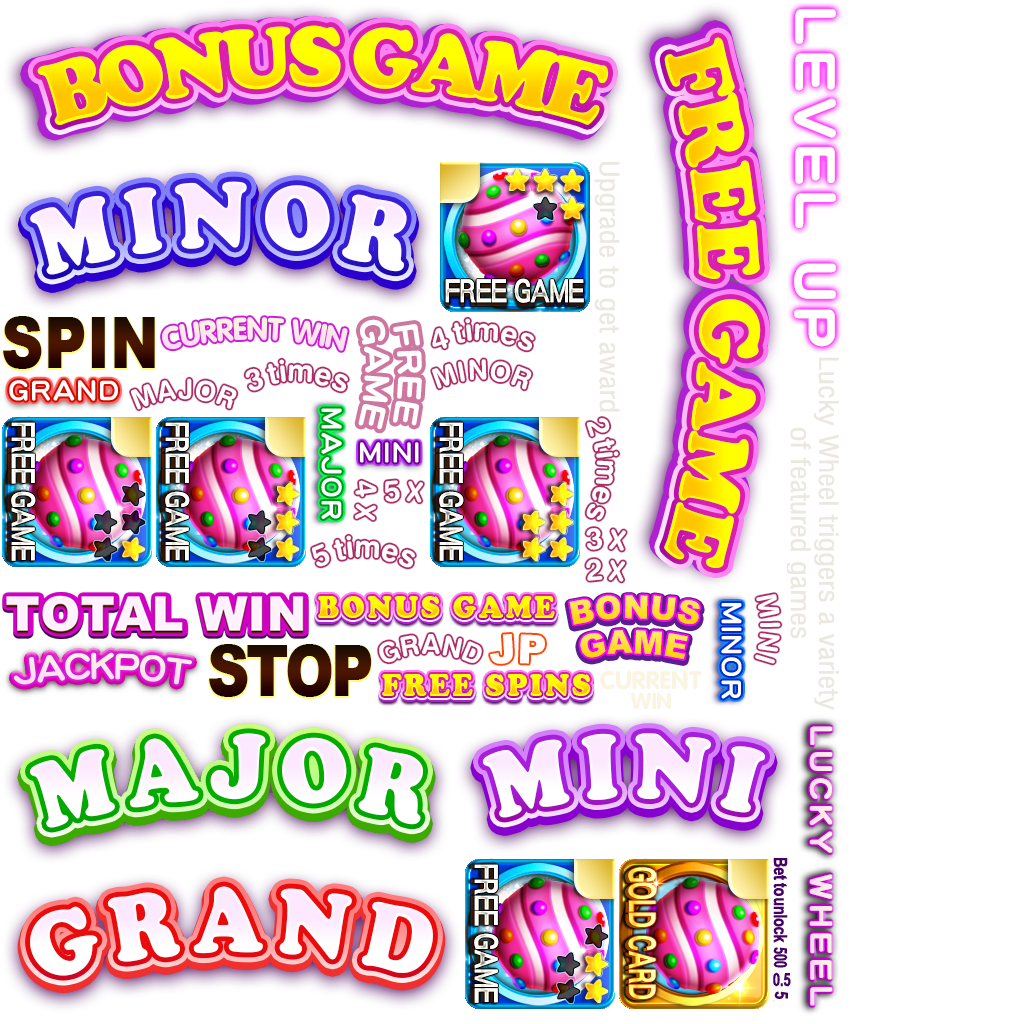 BONUS GAME
FREE GAME
LEVEL UP
MINOR
FREE GAME
Upgrade to get award
SPIN
CURRENT WIN
FREE
GAME
4 times
GRAND
MAJOR
3 times
MINOR
Lucky Wheel triggers a variety
of featured games
FREE GAME
FREE GAME
MAJOR
MINI
4 X
5 X
5 times
FREE GAME
2 times
3 X
2 X
TOTAL WIN
BONUS GAME
BONUS
GAME
MINOR
MINI
JACKPOT
STOP
GRAND
JP
FREE SPINS
CURRENT
WIN
MAJOR
MINI
LUCKY WHEEL
GRAND
FREE GAME
GOLD CARD
Bet to unlock 500